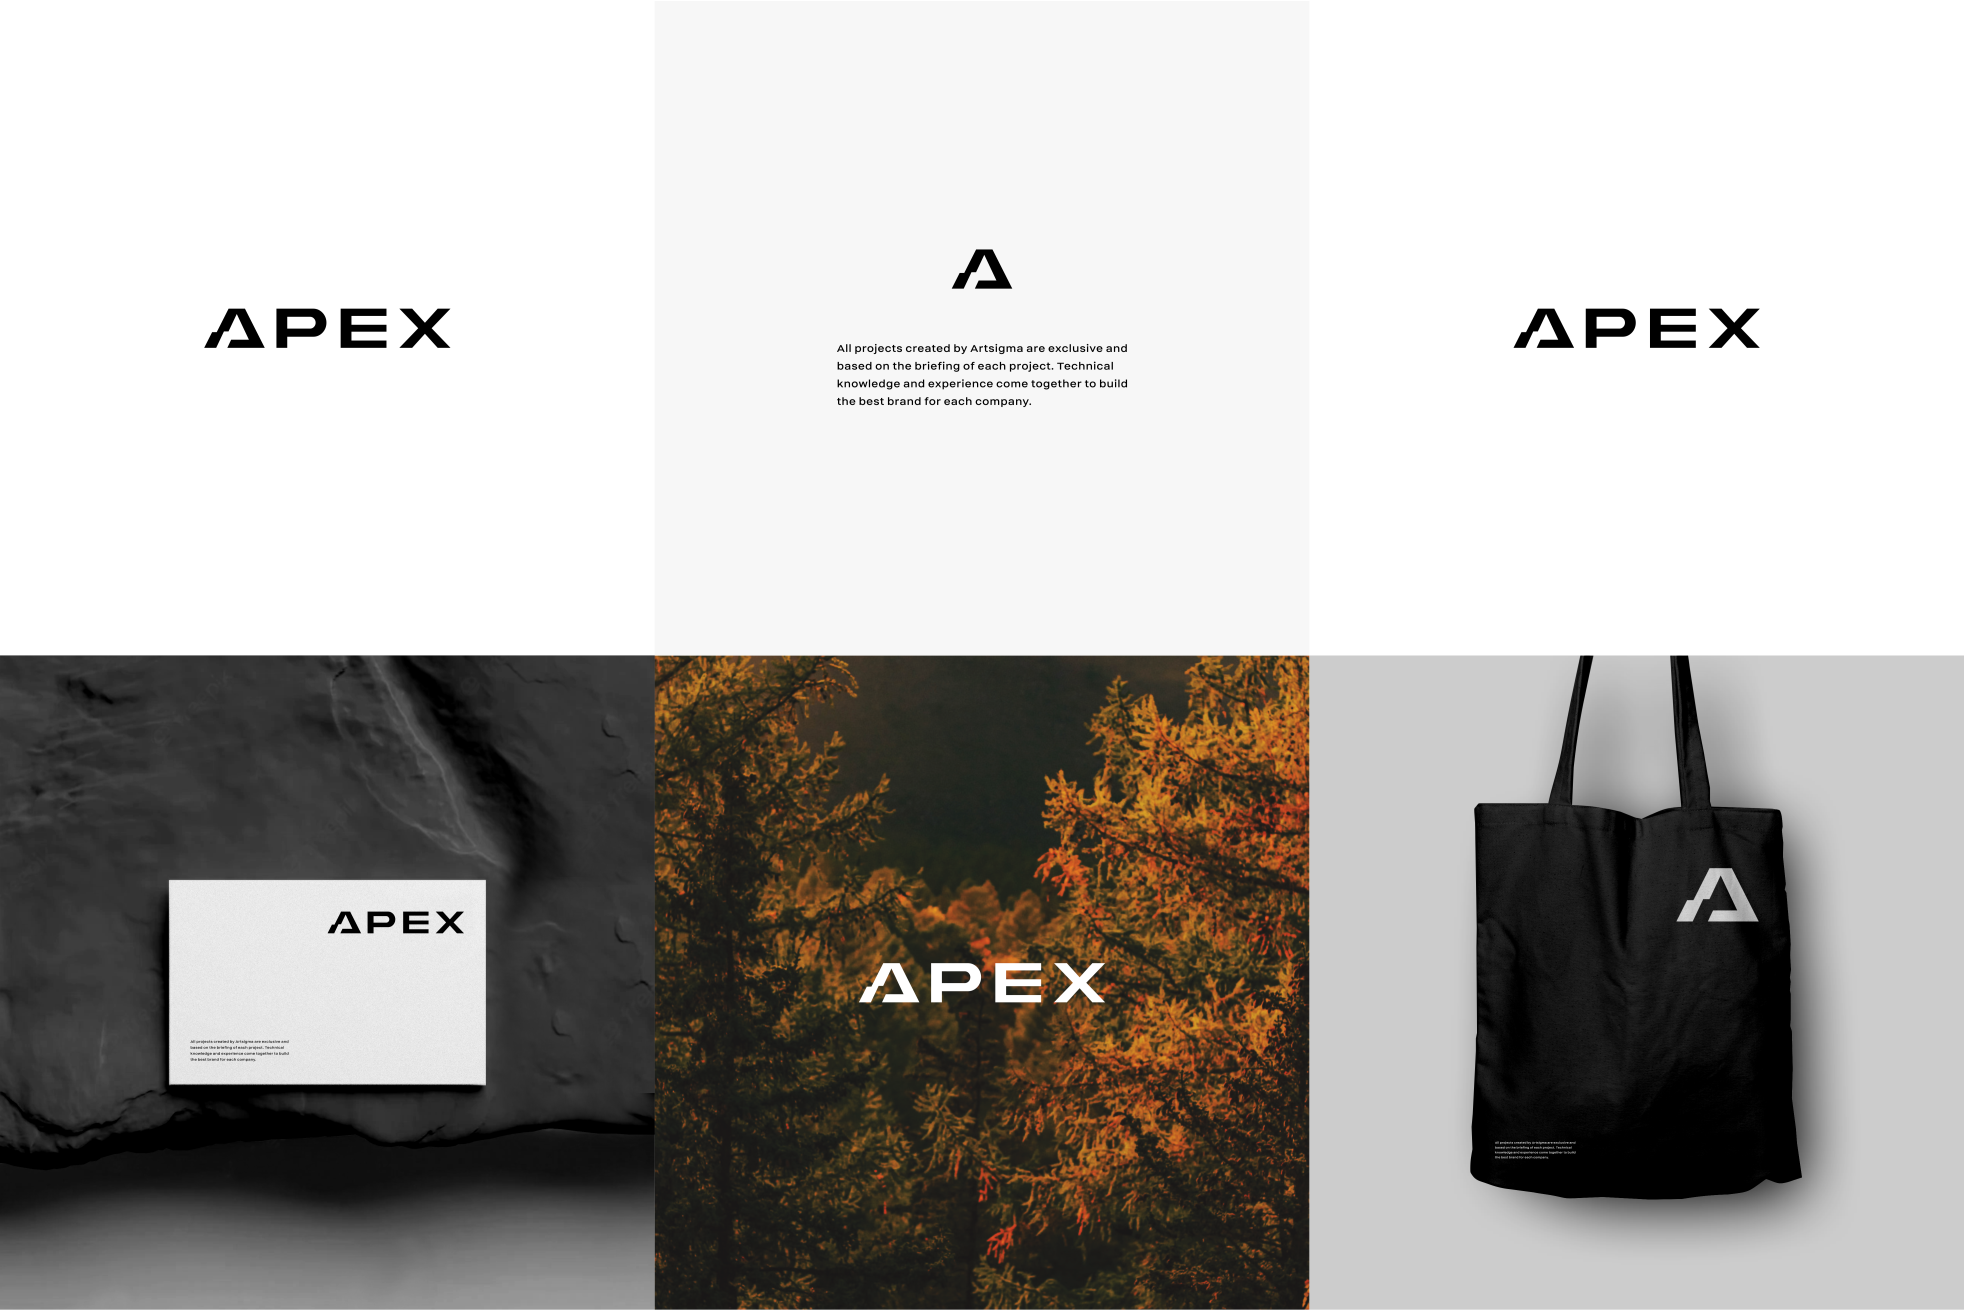 APEX
All projects created by Artsigma are exclusive and
based on the briefing of each project. Technical
knowledge and experience come together to build
the best brand for each company.
APEX
APEX
All projects created by Artsigma are exclusive and
based on the briefing of each project. Technical
knowledge and experience come together to build
the best brand for each company.
APEX
A
All projects created by Artsigma are exclusive and
based on the briefing of each project. Technical
knowledge and experience come together to build
the best brand for each company.